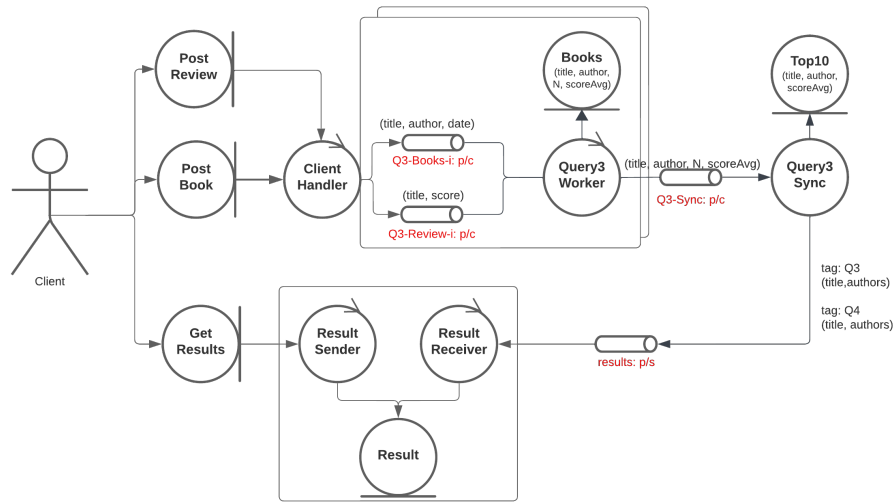 Post
Review
Books
(title, author,
N, scoreAvg)
Top10
(title, author,
scoreAvg)
(title, author, date)
Q3-Books-i: p/c
Post
Book
Client
Handler
Query3
Worker
(title, author, N, scoreAvg)
Q3-Sync: p/c
Query3
Sync
(title, score)
Q3-Review-i: p/c
Client
tag: Q3
(title,authors)
tag: Q4
(title, authors)
Get
Results
Result
Sender
Result
Receiver
results: p/s
Result